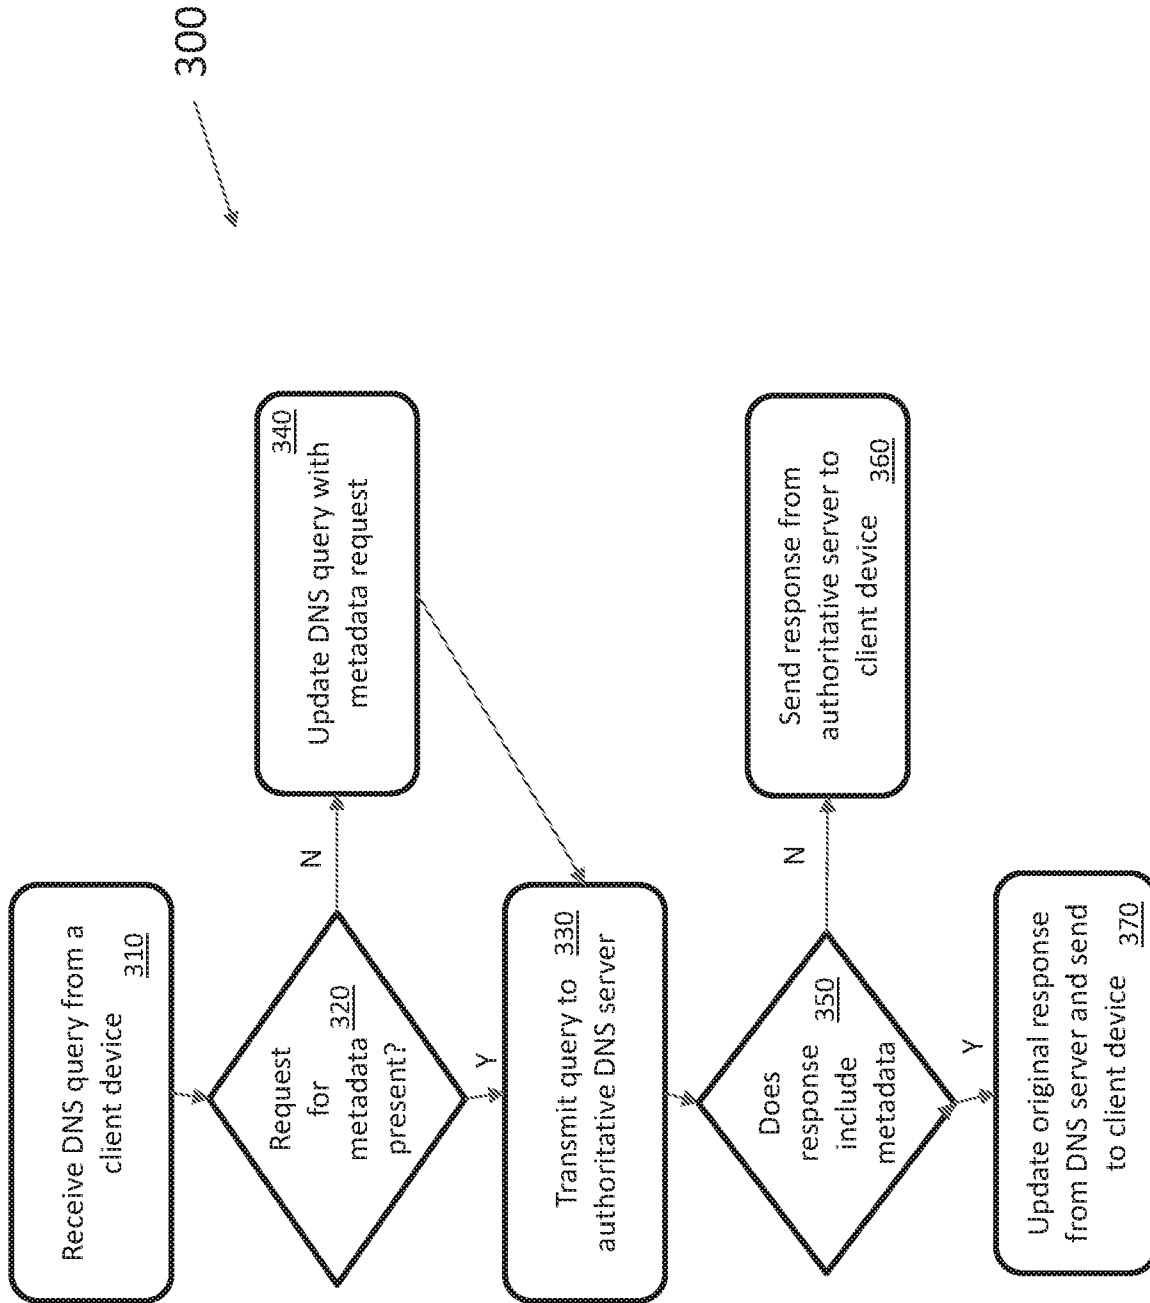 300
Receive DNS query from a
client device
310
Request
for
metadata
present?
320
N
Y
Update DNS query with
metadata request
340
Transmit query to
authoritative DNS server
330
Does
response
include
metadata
350
N
Y
Send response from
authoritative server to
client device
360
Update original response
from DNS server and send
to client device
370